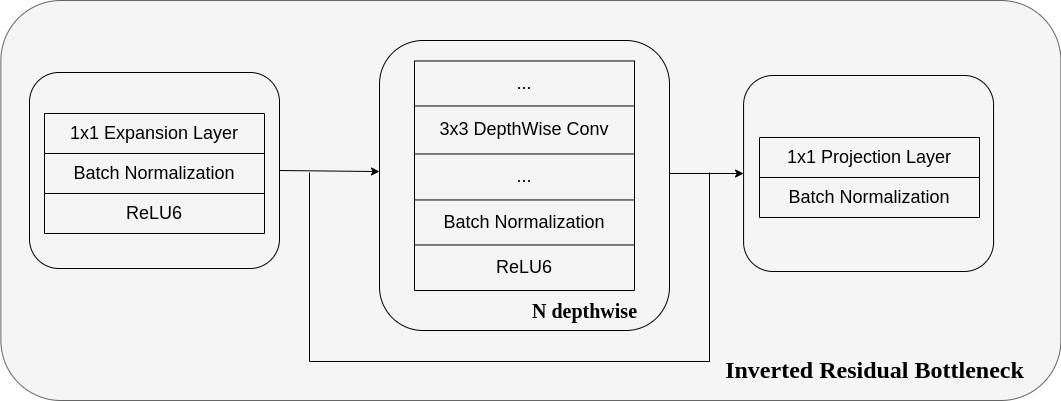 1x1 Expansion Layer
Batch Normalization
ReLU6
...
3x3 DepthWise Conv
...
Batch Normalization
ReLU6
N depthwise
1x1 Projection Layer
Batch Normalization
Inverted Residual Bottleneck